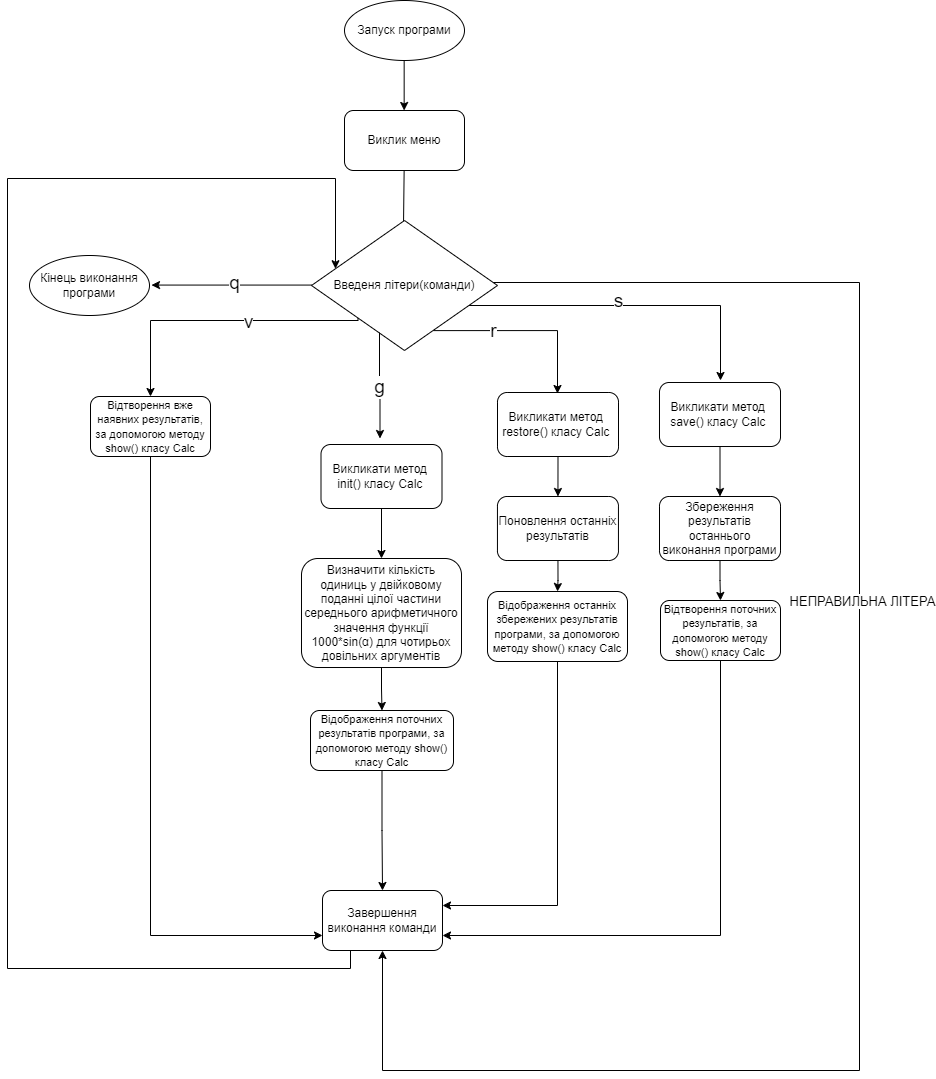 Запуск програми
Виклик меню
Введеня літери(команди)
Кінець виконання
програми
q
v
g
r
s
Відтворення вже
наявних результатів,
за допомогою методу
show() класу Calc
Викликати метод
init() класу Calc
Визначити кількість
одиниць у двійковому
поданні цілої частини
середнього арифметичного
значення функції
1000*sin(α) для чотирьох
довільних аргументів
Відображення поточних
результатів програми, за
допомогою методу show()
класу Calc
Викликати метод
restore() класу Calc
Поновлення останніх
результатів
Відображення останніх
збережених результатів
програми, за допомогою
методу show() класу Calc
Викликати метод
save() класу Calc
Збереження
результатів
останнього
виконання програми
Відтворення поточних
результатів, за
допомогою методу
show() класу Calc
НЕПРАВИЛЬНА ЛІТЕРА
Завершення
виконання команди